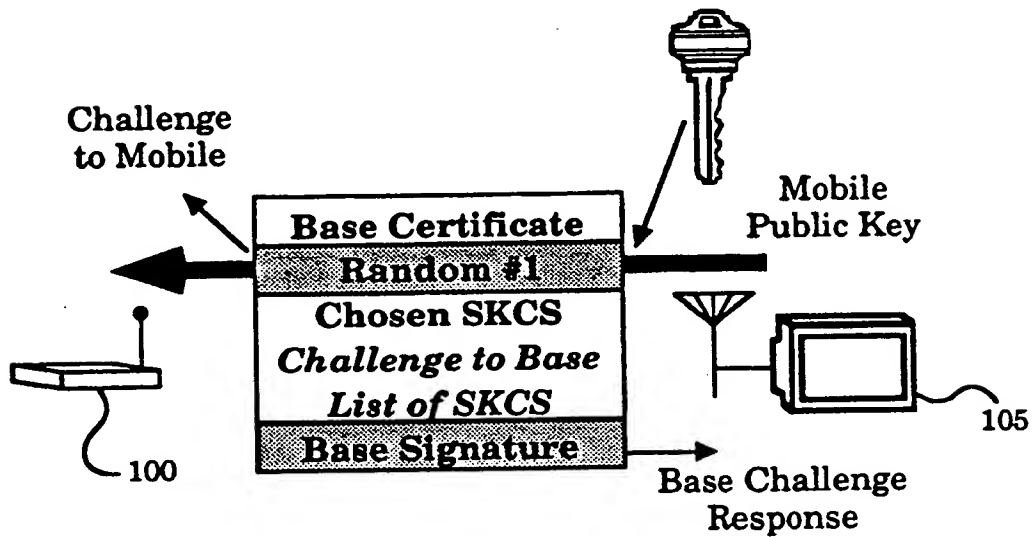 Challenge
to Mobile
Mobile
Public Key
Base Certificate
Random #1
Chosen SKCS
Challenge to Base
List of SKCS
Base Signature
100
105
Base Challenge
Response